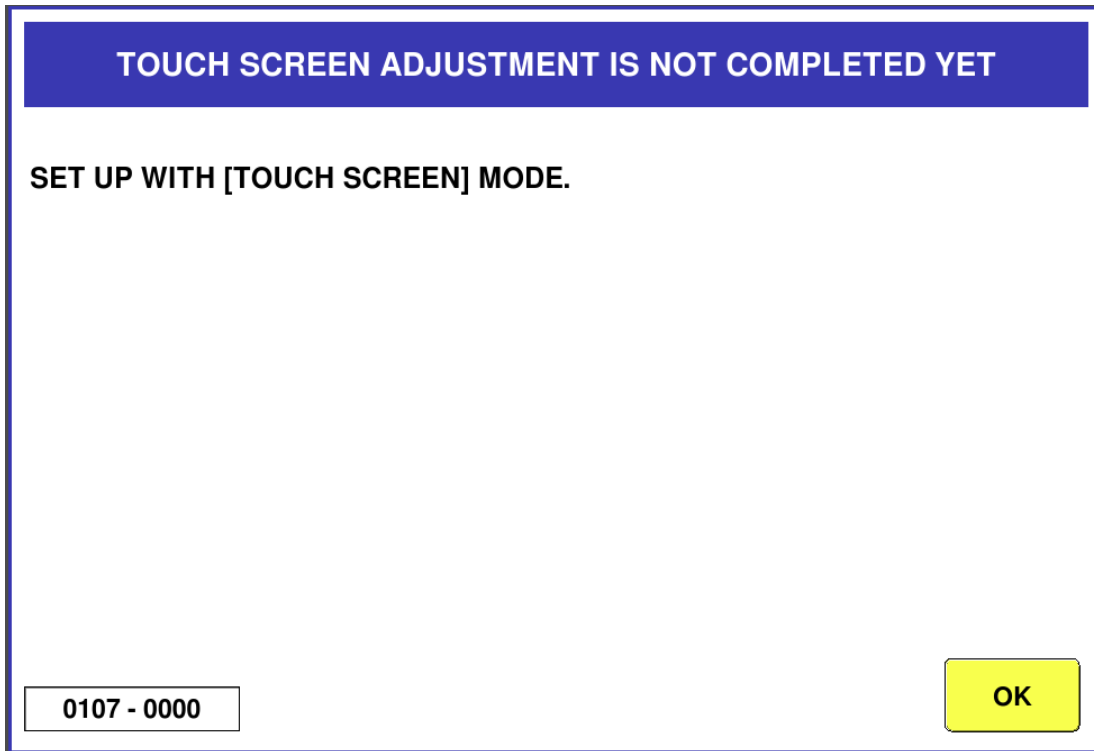 TOUCH SCREEN ADJUSTMENT IS NOT COMPLETED YET
SET UP WITH [TOUCH SCREEN] MODE.
0107 - 0000
OK